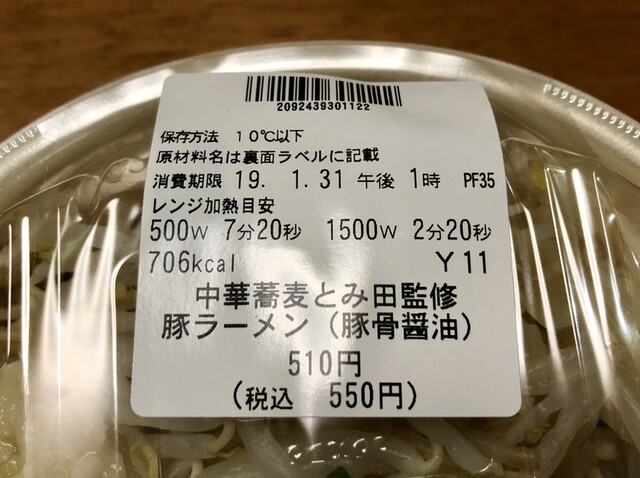 2092439301122
保存方法 10℃以下
原材料名は裏面ラベルに記載
消費期限 19. 1.31 午後 1時 PF35
レンジ加熱目安
500W 7分20秒 1500W 2分20秒
706kcal Y11
中華蕎麦とみ田監修
豚ラーメン（豚骨醤油）
510円
（税込 550円）